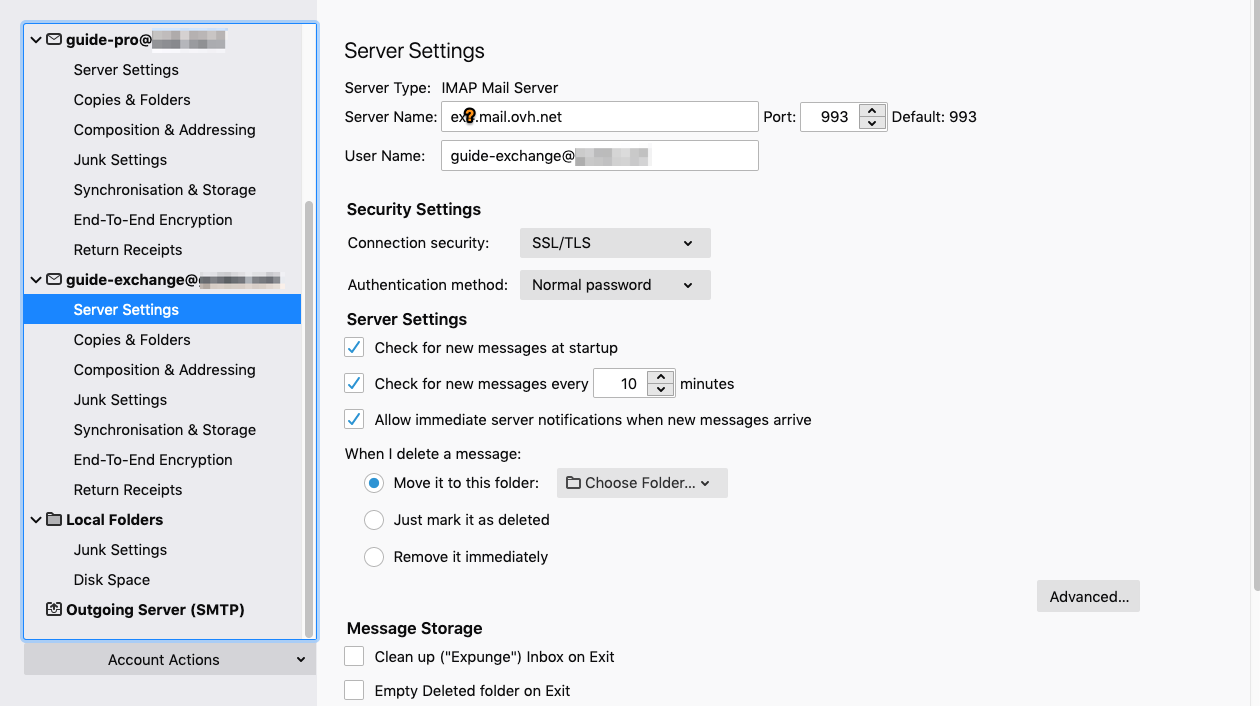 guide-pro@
Server Settings
Copies & Folders
Composition & Addressing
Junk Settings
Synchronisation & Storage
End-To-End Encryption
Return Receipts
guide-exchange@
Server Settings
Copies & Folders
Composition & Addressing
Junk Settings
Synchronisation & Storage
End-To-End Encryption
Return Receipts
Local Folders
Junk Settings
Disk Space
Outgoing Server (SMTP)
Account Actions
Server Settings
Server Type: IMAP Mail Server
Server Name: ex?.mail.ovh.net Port: 993 Default: 993
User Name: guide-exchange@
Security Settings
Connection security: SSL/TLS
Authentication method: Normal password
Server Settings
Check for new messages at startup
Check for new messages every 10 minutes
Allow immediate server notifications when new messages arrive
When I delete a message:
Move it to this folder: Choose Folder...
Just mark it as deleted
Remove it immediately
Advanced...
Message Storage
Clean up ("Expunge") Inbox on Exit
Empty Deleted folder on Exit